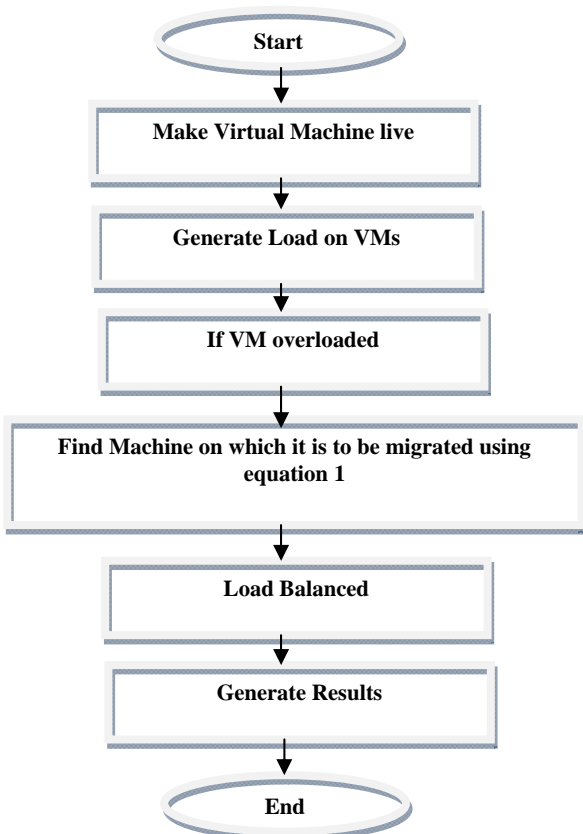 Start
Make Virtual Machine live
Generate Load on VMs
If VM overloaded
Find Machine on which it is to be migrated using
equation 1
Load Balanced
Generate Results
End